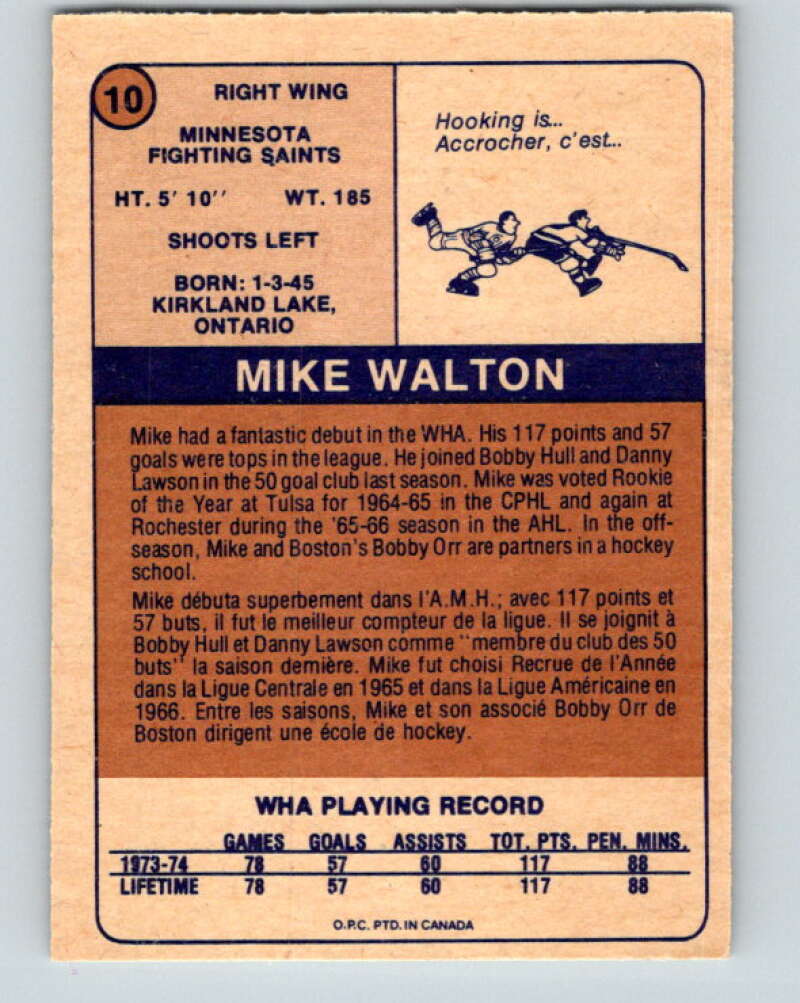 10
RIGHT WING
MINNESOTA
FIGHTING SAINTS
HT. 5' 10'' WT. 185
SHOOTS LEFT
BORN: 1-3-45
KIRKLAND LAKE,
ONTARIO
Hooking is...
Accrocher, c'est...
MIKE WALTON
Mike had a fantastic debut in the WHA. His 117 points and 57
goals were tops in the league. He joined Bobby Hull and Danny
Lawson in the 50 goal club last season. Mike was voted Rookie
of the Year at Tulsa for 1964-65 in the CPHL and again at
Rochester during the '65-66 season in the AHL. In the off-
season, Mike and Boston's Bobby Orr are partners in a hockey
school.
Mike débuta superbement dans l'A.M.H.; avec 117 points et
57 buts, il fut le meilleur compteur de la ligue. Il se joignit à
Bobby Hull et Danny Lawson comme "membre du club des 50
buts" la saison dernière. Mike fut choisi Recrue de l'Année
dans la Ligue Centrale en 1965 et dans la Ligue Américaine en
1966. Entre les saisons, Mike et son associé Bobby Orr de
Boston dirigent une école de hockey.
WHA PLAYING RECORD
GAMES GOALS ASSISTS TOT. PTS. PEN. MINS.
1973-74 78 57 60 117 88
LIFETIME 78 57 60 117 88
O.P.C. PTD. IN CANADA